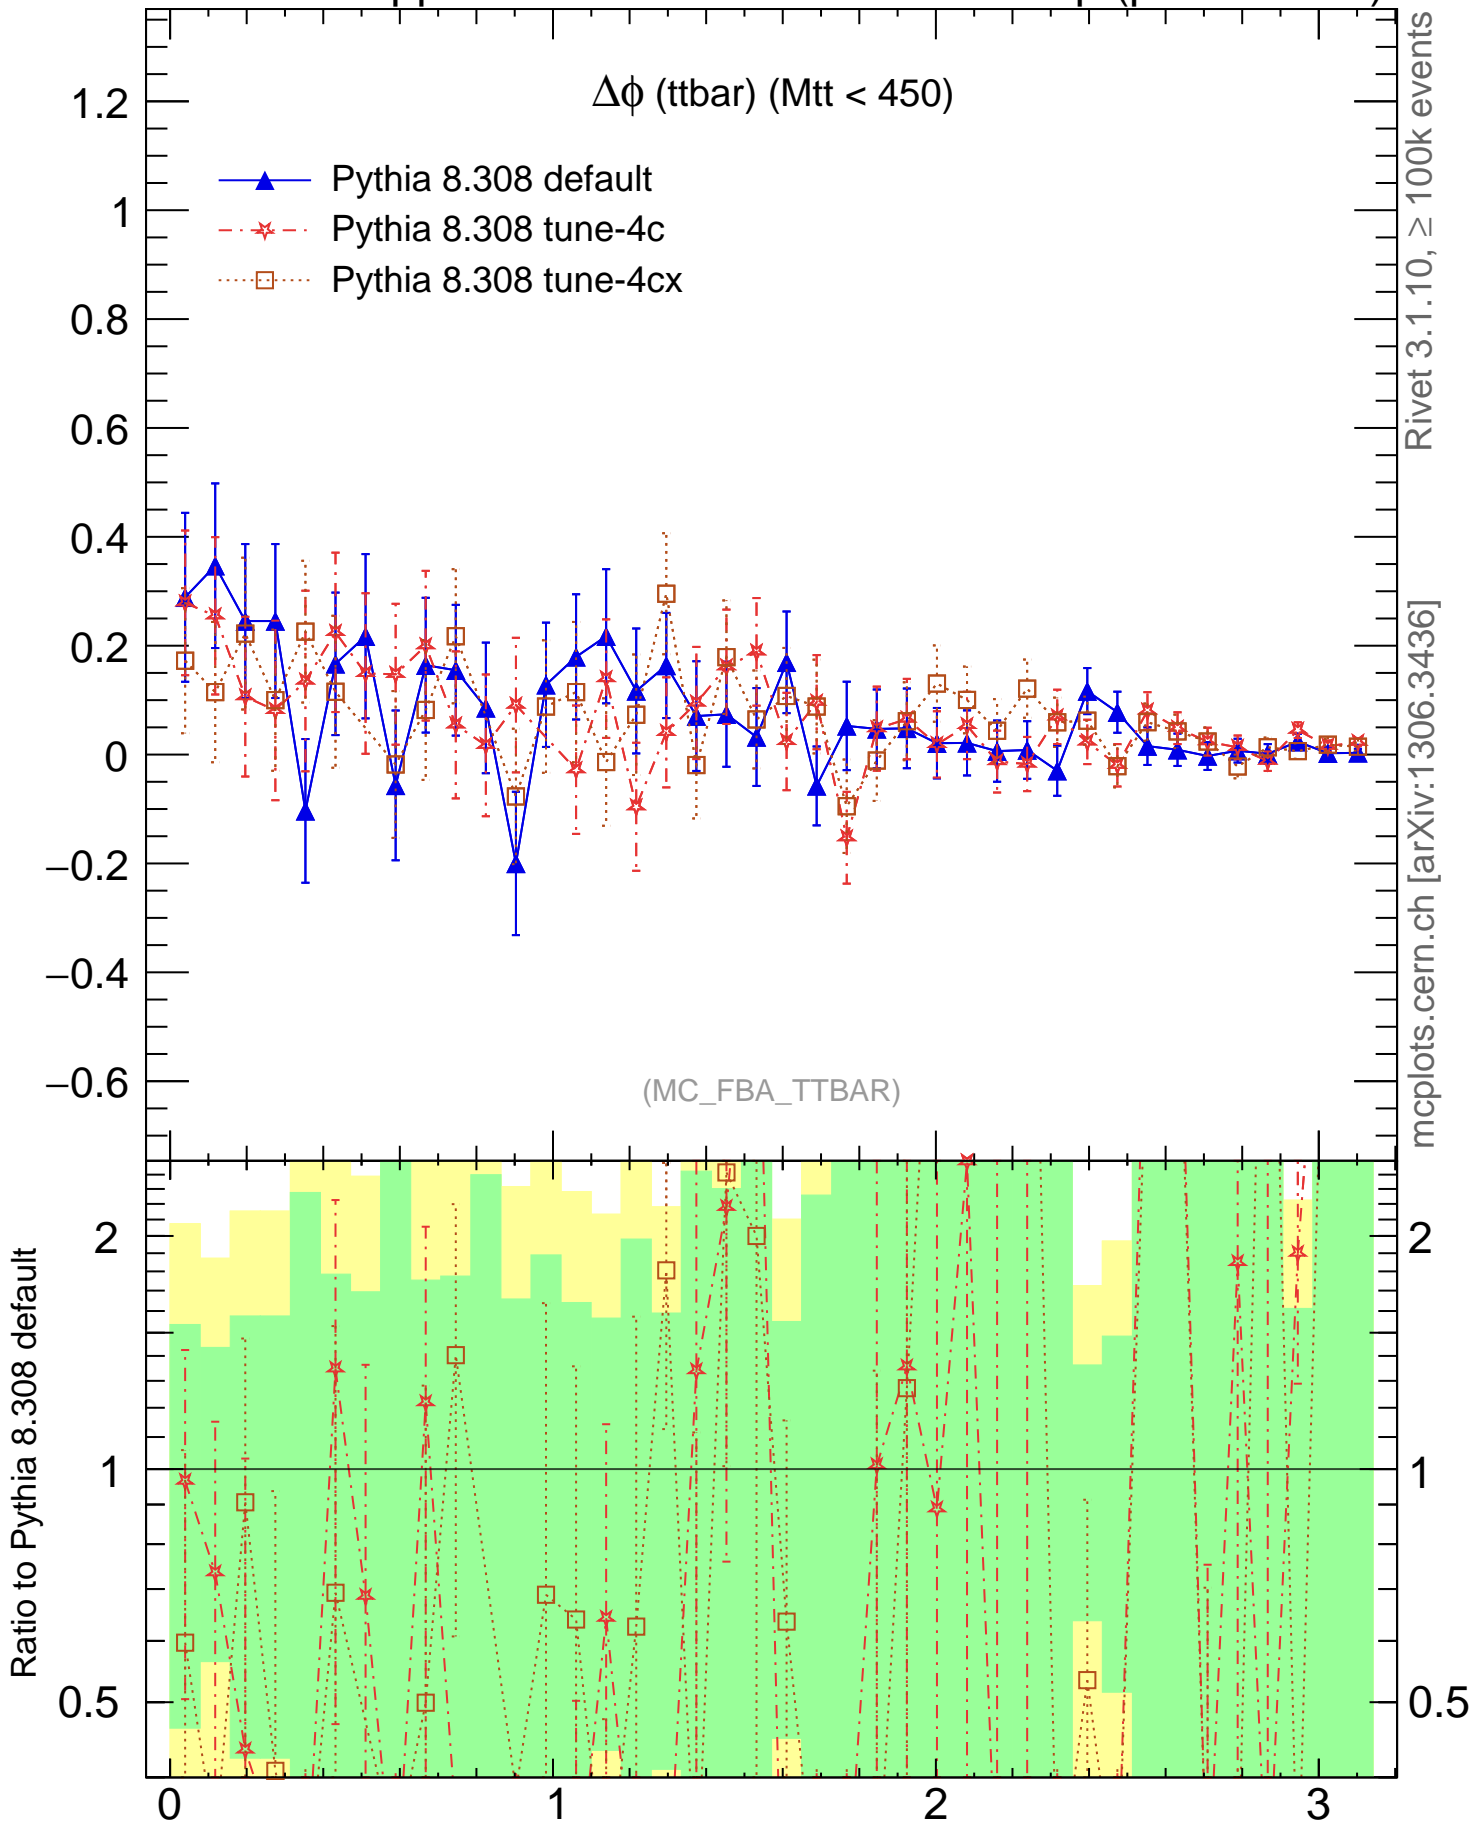 Δϕ (ttbar) (Mtt < 450)
Pythia 8.308 default
Pythia 8.308 tune-4c
Pythia 8.308 tune-4cx
1.2
1
0.8
0.6
0.4
0.2
0
−0.2
−0.4
−0.6
(MC_FBA_TTBAR)
Rivet 3.1.10, ≥ 100k events
mcplots.cern.ch [arXiv:1306.3436]
Ratio to Pythia 8.308 default
2
1
0.5
2
1
0.5
0
1
2
3